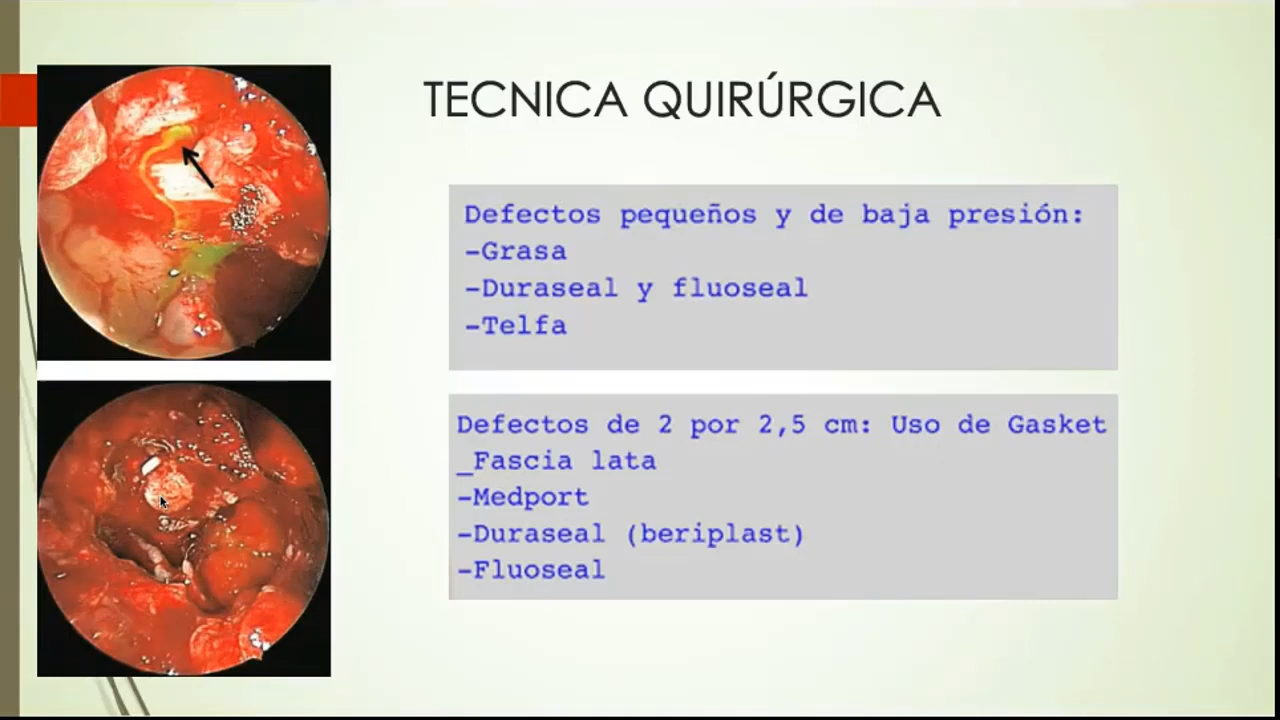 TECNICA QUIRÚRGICA
Defectos pequeños y de baja presión:
-Grasa
-Duraseal y fluoseal
-Telfa
Defectos de 2 por 2,5 cm: Uso de Gasket
_Fascia lata
-Medport
-Duraseal (beriplast)
-Fluoseal